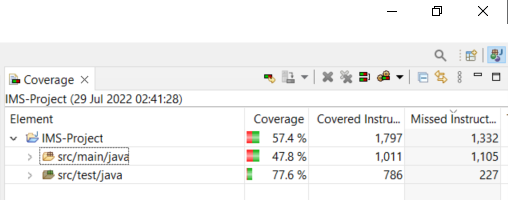 Coverage
IMS-Project (29 Jul 2022 02:41:28)
Element Coverage Covered Instru... Missed Instruct...
IMS-Project 57.4 % 1,797 1,332
src/main/java 47.8 % 1,011 1,105
src/test/java 77.6 % 786 227